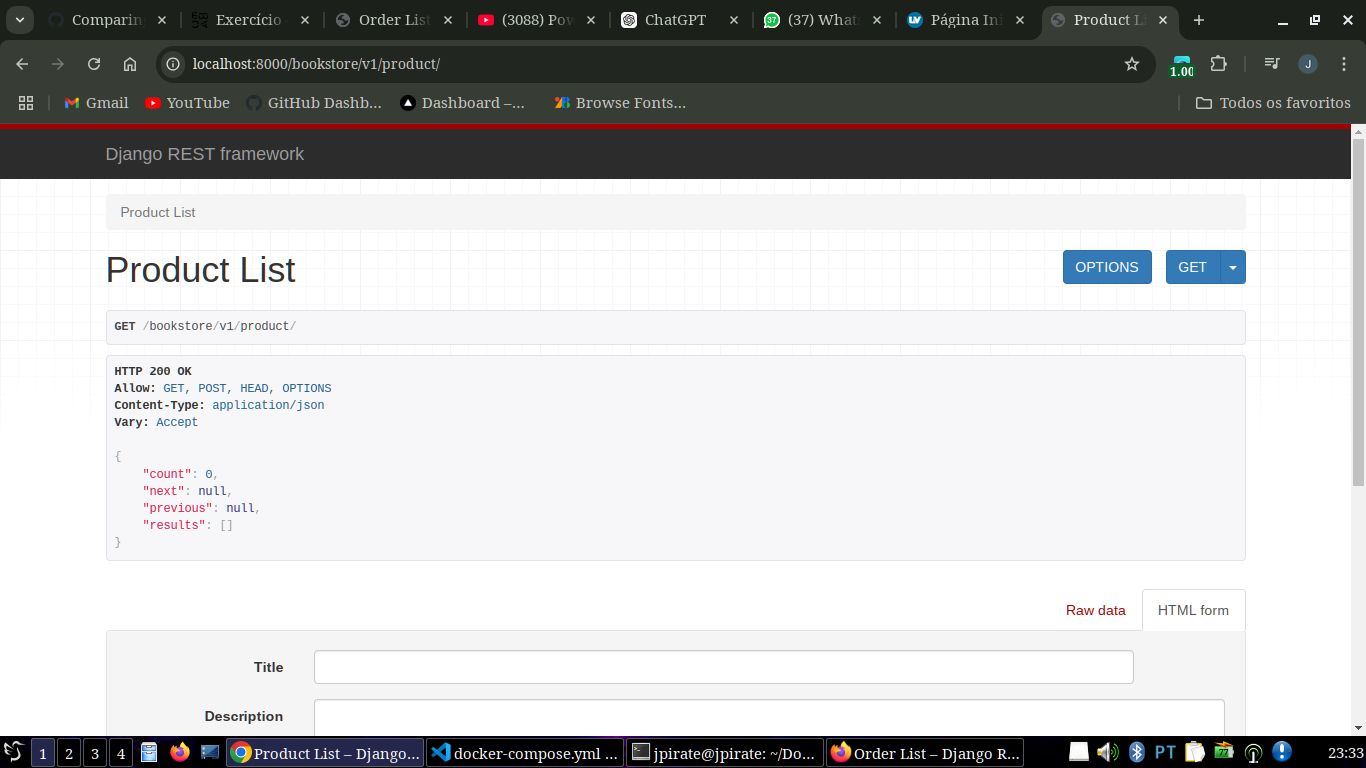 Comparin
Exercício
Order List
(3088) Pow
ChatGPT
(37) What
Página Ini
Product Li
localhost:8000/bookstore/v1/product/
1.00
J
Gmail
YouTube
GitHub Dashb...
Dashboard –...
Browse Fonts...
Todos os favoritos
Django REST framework
Product List
Product List
OPTIONS
GET
GET /bookstore/v1/product/
HTTP 200 OK
Allow: GET, POST, HEAD, OPTIONS
Content-Type: application/json
Vary: Accept
{
"count": 0,
"next": null,
"previous": null,
"results": []
}
Raw data
HTML form
Title
Description
1 2 3 4
Product List – Django...
docker-compose.yml ...
jpirate@jpirate: ~/Do...
Order List – Django R...
PT
77
23:33